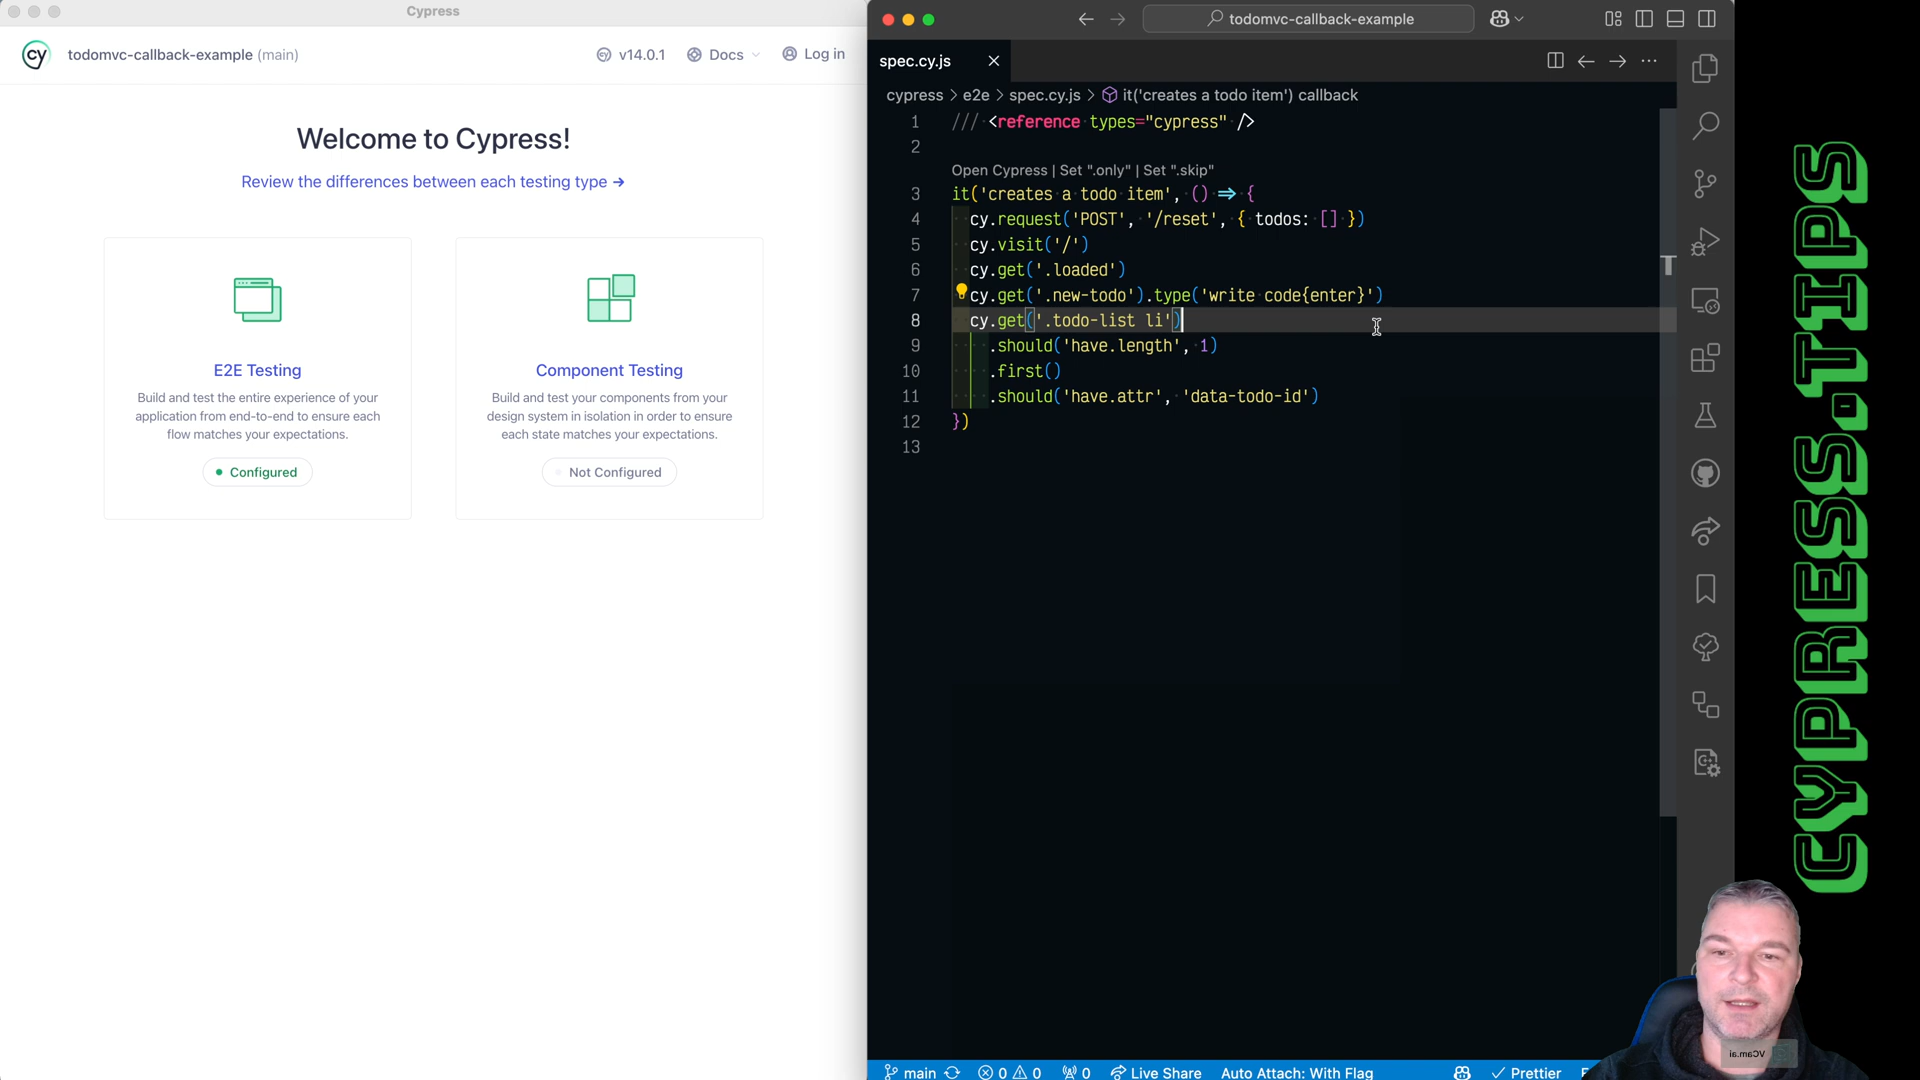 Cypress
cy todomvc-callback-example (main)
v14.0.1 Docs Log in
Welcome to Cypress!
Review the differences between each testing type →
E2E Testing
Build and test the entire experience of your
application from end-to-end to ensure each
flow matches your expectations.
Configured
Component Testing
Build and test your components from your
design system in isolation in order to ensure
each state matches your expectations.
Not Configured
todomvc-callback-example
spec.cy.js
cypress > e2e > spec.cy.js > it('creates a todo item') callback
1 /// <reference types="cypress" />
2
Open Cypress | Set ".only" | Set ".skip"
3 it('creates a todo item', () => {
4 cy.request('POST', '/reset', { todos: [] })
5 cy.visit('/')
6 cy.get('.loaded')
7 cy.get('.new-todo').type('write code{enter}')
8 cy.get('.todo-list li')
9 .should('have.length', 1)
10 .first()
11 .should('have.attr', 'data-todo-id')
12 })
13
main 0 0 0 Live Share Auto Attach: With Flag Prettier
CYPRESS.TIPS
VCam.ai